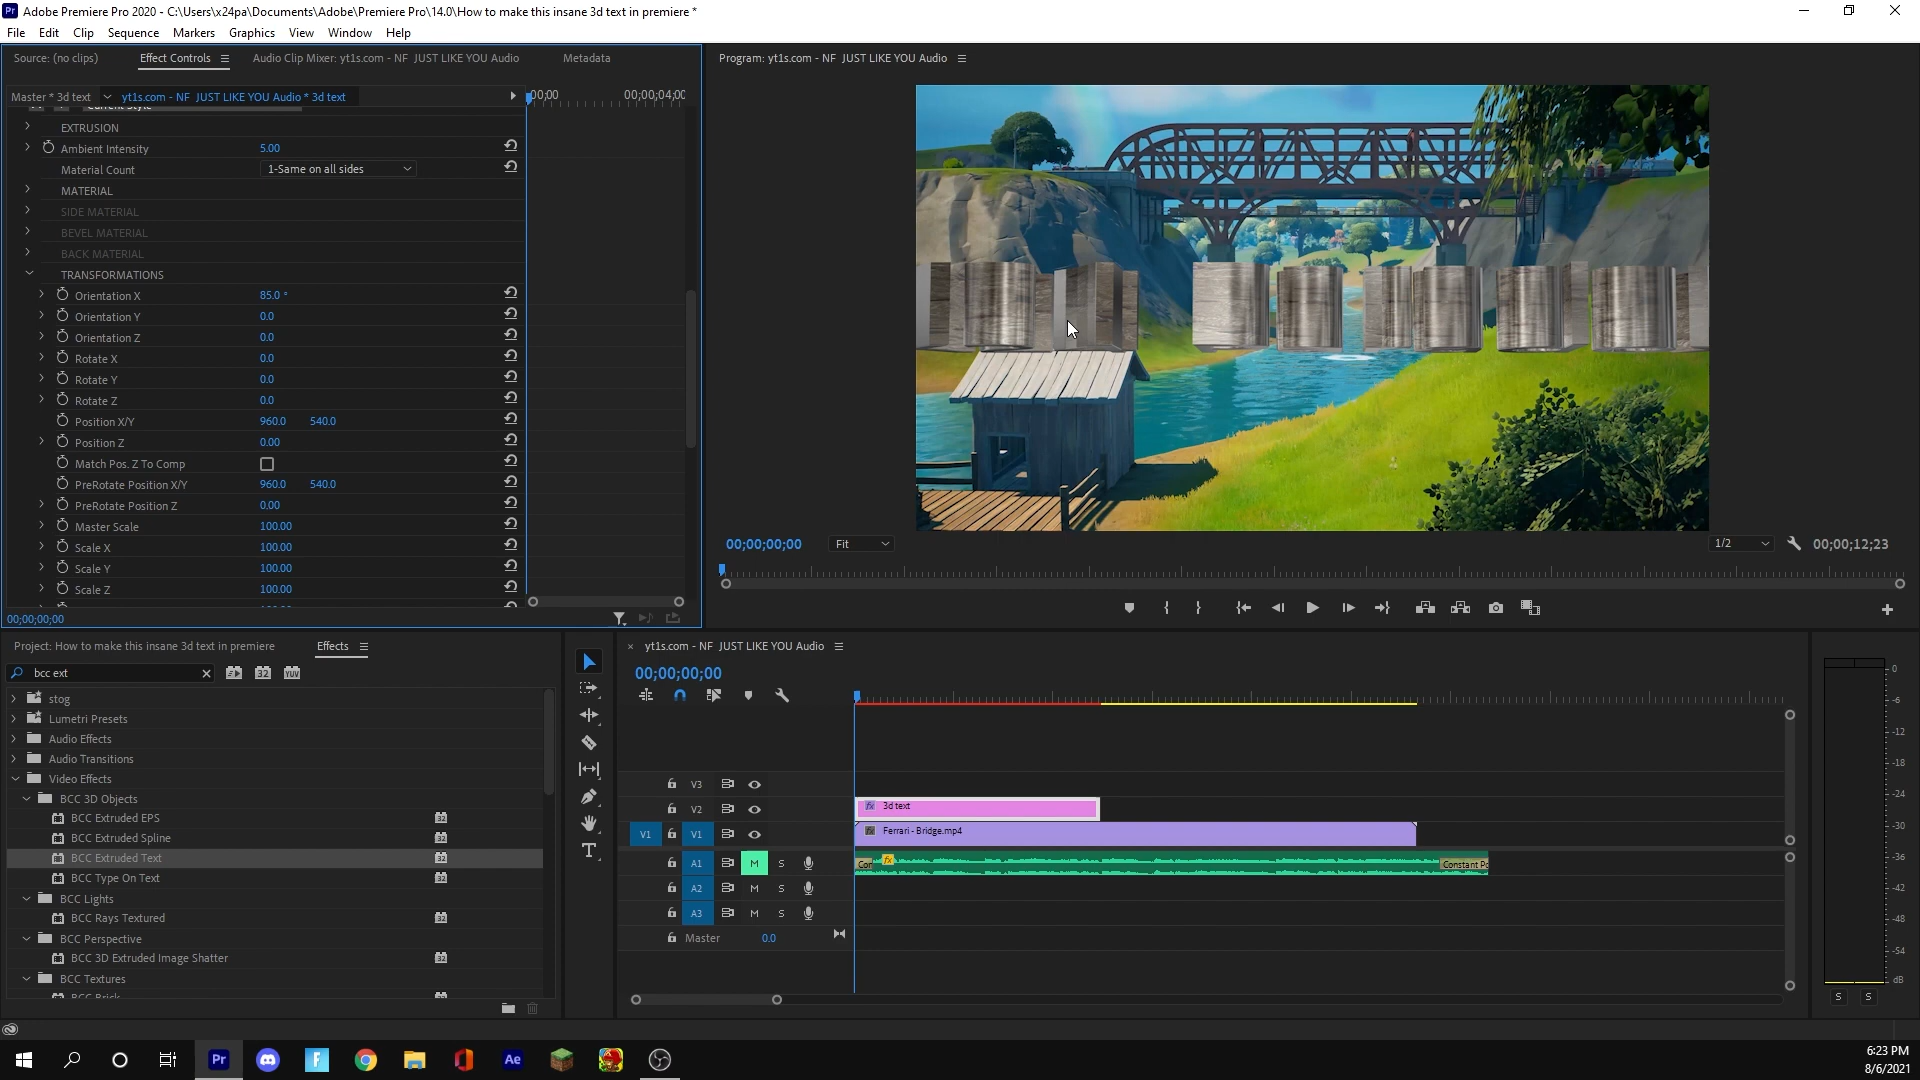 Adobe Premiere Pro 2020 - C:\Users\x24pa\Documents\Adobe\Premiere Pro\14.0\How to make this insane 3d text in premiere *
File Edit Clip Sequence Markers Graphics View Window Help
Source: (no clips) Effect Controls Audio Clip Mixer: yt1s.com - NF JUST LIKE YOU Audio Metadata
Program: yt1s.com - NF JUST LIKE YOU Audio
Master * 3d text yt1s.com - NF JUST LIKE YOU Audio * 3d text
00;00 00;00;04;00
EXTRUSION
Ambient Intensity 5.00
Material Count 1-Same on all sides
MATERIAL
SIDE MATERIAL
BEVEL MATERIAL
BACK MATERIAL
TRANSFORMATIONS
Orientation X 85.0 °
Orientation Y 0.0
Orientation Z 0.0
Rotate X 0.0
Rotate Y 0.0
Rotate Z 0.0
Position X/Y 960.0 540.0
Position Z 0.00
Match Pos. Z To Comp
PreRotate Position X/Y 960.0 540.0
PreRotate Position Z 0.00
Master Scale 100.00
Scale X 100.00
Scale Y 100.00
Scale Z 100.00
00;00;00;00
00;00;00;00 Fit 1/2 00;00;12;23
Project: How to make this insane 3d text in premiere Effects
bcc ext
stog
Lumetri Presets
Audio Effects
Audio Transitions
Video Effects
BCC 3D Objects
BCC Extruded EPS
BCC Extruded Spline
BCC Extruded Text
BCC Type On Text
BCC Lights
BCC Rays Textured
BCC Perspective
BCC 3D Extruded Image Shatter
BCC Textures
BCC Brick
yt1s.com - NF JUST LIKE YOU Audio
00;00;00;00
V3
V2 3d text
V1 V1 Ferrari - Bridge.mp4
A1 M S Constant Po
A2 M S
A3 M S
Master 0.0
0
-6
-12
-18
-24
-30
-36
-42
-48
-54
dB
S S
6:23 PM
8/6/2021